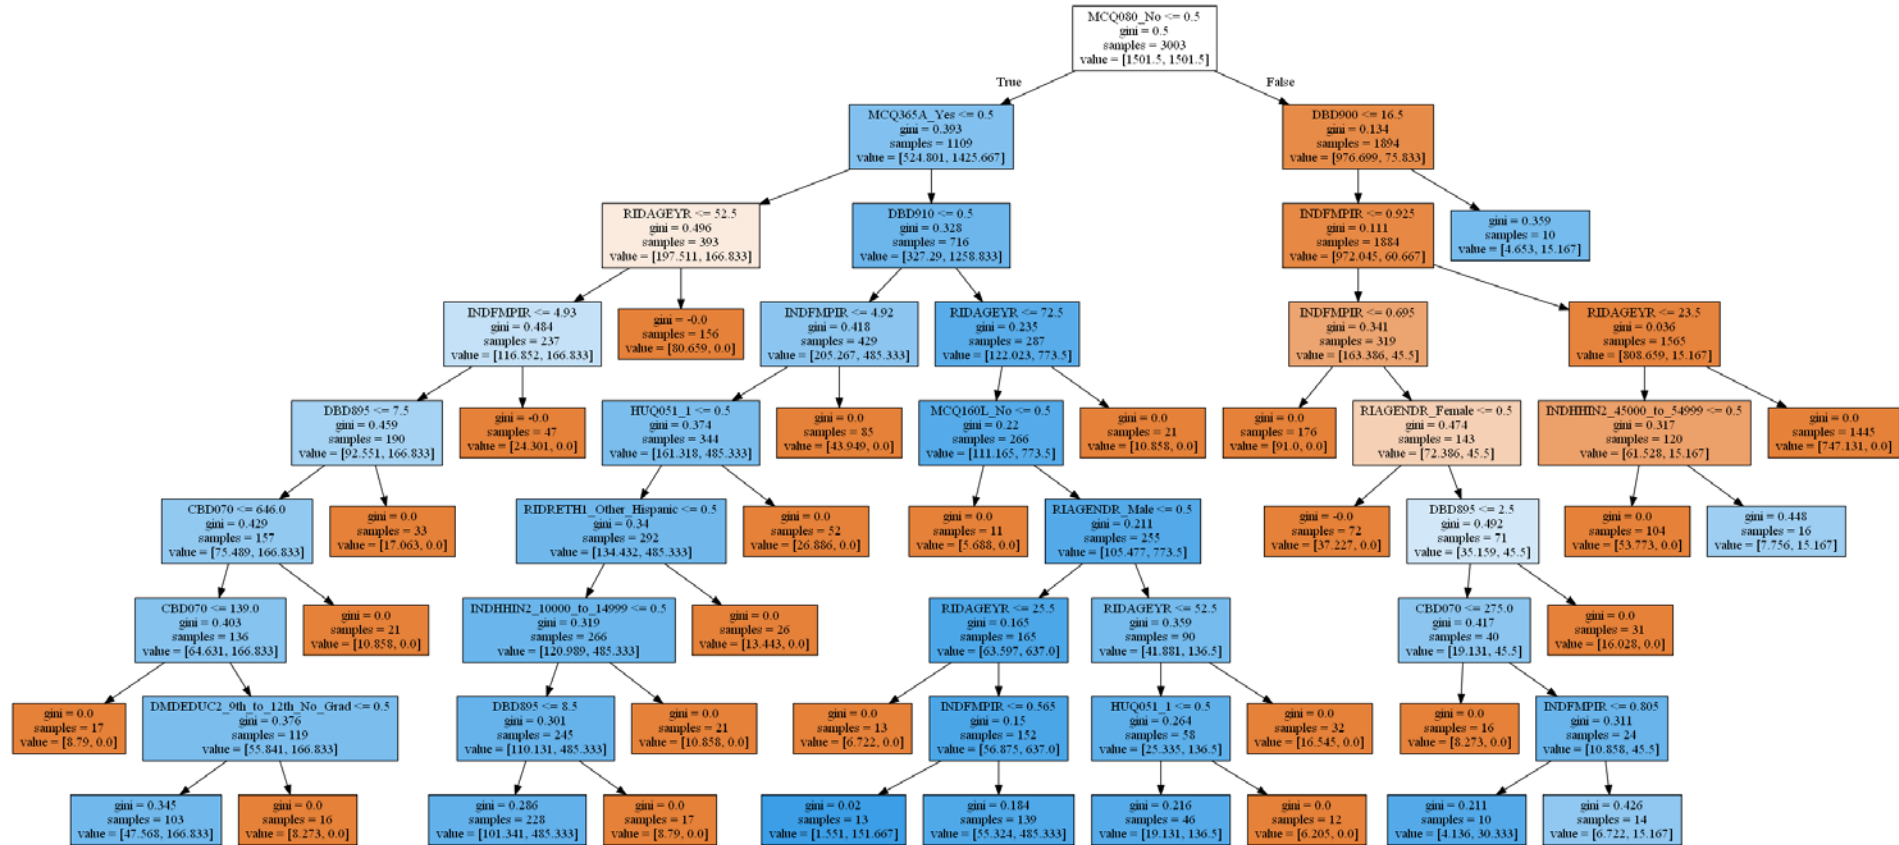 MCQ080_No <= 0.5
gini = 0.5
samples = 3003
value = [1501.5, 1501.5]
True
False
MCQ365A_Yes <= 0.5
gini = 0.393
samples = 1109
value = [524.801, 1425.667]
DBD900 <= 16.5
gini = 0.134
samples = 1894
value = [976.699, 75.833]
RIDAGEYR <= 52.5
gini = 0.496
samples = 393
value = [197.511, 166.833]
DBD910 <= 0.5
gini = 0.328
samples = 716
value = [327.29, 1258.833]
INDFMPIR <= 0.925
gini = 0.111
samples = 1884
value = [972.045, 60.667]
gini = 0.359
samples = 10
value = [4.653, 15.167]
INDFMPIR <= 4.93
gini = 0.484
samples = 237
value = [116.852, 166.833]
gini = -0.0
samples = 156
value = [80.659, 0.0]
INDFMPIR <= 4.92
gini = 0.418
samples = 429
value = [205.267, 485.333]
RIDAGEYR <= 72.5
gini = 0.235
samples = 287
value = [122.023, 773.5]
INDFMPIR <= 0.695
gini = 0.341
samples = 319
value = [163.386, 45.5]
RIDAGEYR <= 23.5
gini = 0.036
samples = 1565
value = [808.659, 15.167]
DBD895 <= 7.5
gini = 0.459
samples = 190
value = [92.551, 166.833]
gini = -0.0
samples = 47
value = [24.301, 0.0]
HUQ051_1 <= 0.5
gini = 0.374
samples = 344
value = [161.318, 485.333]
gini = 0.0
samples = 85
value = [43.949, 0.0]
MCQ160L_No <= 0.5
gini = 0.22
samples = 266
value = [111.165, 773.5]
gini = 0.0
samples = 21
value = [10.858, 0.0]
gini = 0.0
samples = 176
value = [91.0, 0.0]
RIAGENDR_Female <= 0.5
gini = 0.474
samples = 143
value = [72.386, 45.5]
INDHHIN2_45000_to_54999 <= 0.5
gini = 0.317
samples = 120
value = [61.528, 15.167]
gini = 0.0
samples = 1445
value = [747.131, 0.0]
CBD070 <= 646.0
gini = 0.429
samples = 157
value = [75.489, 166.833]
gini = 0.0
samples = 33
value = [17.063, 0.0]
RIDRETH1_Other_Hispanic <= 0.5
gini = 0.34
samples = 292
value = [134.432, 485.333]
gini = 0.0
samples = 52
value = [26.886, 0.0]
gini = 0.0
samples = 11
value = [5.688, 0.0]
RIAGENDR_Male <= 0.5
gini = 0.211
samples = 255
value = [105.477, 773.5]
gini = -0.0
samples = 72
value = [37.227, 0.0]
DBD895 <= 2.5
gini = 0.492
samples = 71
value = [35.159, 45.5]
gini = 0.0
samples = 104
value = [53.773, 0.0]
gini = 0.448
samples = 16
value = [7.756, 15.167]
CBD070 <= 139.0
gini = 0.403
samples = 136
value = [64.631, 166.833]
gini = 0.0
samples = 21
value = [10.858, 0.0]
INDHHIN2_10000_to_14999 <= 0.5
gini = 0.319
samples = 266
value = [120.989, 485.333]
gini = 0.0
samples = 26
value = [13.443, 0.0]
RIDAGEYR <= 25.5
gini = 0.165
samples = 165
value = [63.597, 637.0]
RIDAGEYR <= 52.5
gini = 0.359
samples = 90
value = [41.881, 136.5]
CBD070 <= 275.0
gini = 0.417
samples = 40
value = [19.131, 45.5]
gini = 0.0
samples = 31
value = [16.028, 0.0]
gini = 0.0
samples = 17
value = [8.79, 0.0]
DMDEDUC2_9th_to_12th_No_Grad <= 0.5
gini = 0.376
samples = 119
value = [55.841, 166.833]
DBD895 <= 8.5
gini = 0.301
samples = 245
value = [110.131, 485.333]
gini = 0.0
samples = 21
value = [10.858, 0.0]
gini = 0.0
samples = 13
value = [6.722, 0.0]
INDFMPIR <= 0.565
gini = 0.15
samples = 152
value = [56.875, 637.0]
HUQ051_1 <= 0.5
gini = 0.264
samples = 58
value = [25.335, 136.5]
gini = 0.0
samples = 32
value = [16.545, 0.0]
gini = 0.0
samples = 16
value = [8.273, 0.0]
INDFMPIR <= 0.805
gini = 0.311
samples = 24
value = [10.858, 45.5]
gini = 0.345
samples = 103
value = [47.568, 166.833]
gini = 0.0
samples = 16
value = [8.273, 0.0]
gini = 0.286
samples = 228
value = [101.341, 485.333]
gini = 0.0
samples = 17
value = [8.79, 0.0]
gini = 0.02
samples = 13
value = [1.551, 151.667]
gini = 0.184
samples = 139
value = [55.324, 485.333]
gini = 0.216
samples = 46
value = [19.131, 136.5]
gini = 0.0
samples = 12
value = [6.205, 0.0]
gini = 0.211
samples = 10
value = [4.136, 30.333]
gini = 0.426
samples = 14
value = [6.722, 15.167]